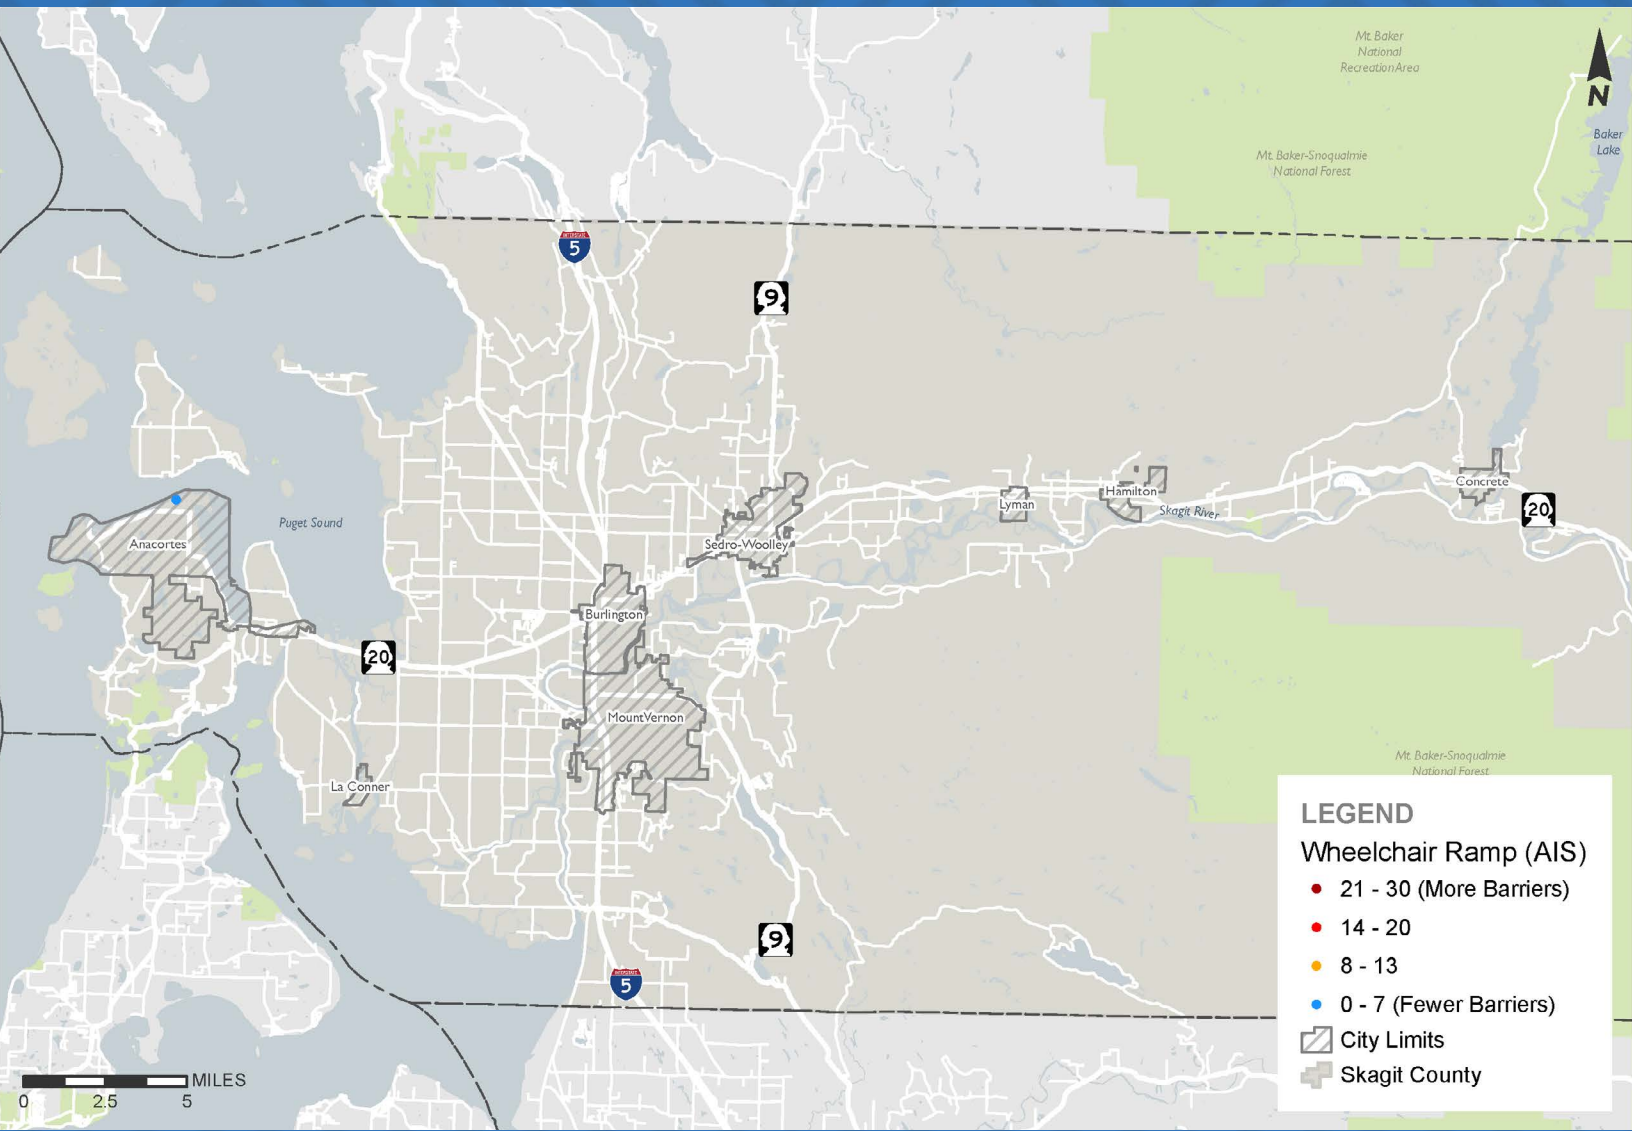 Mt. Baker
National
Recreation Area
N
Baker
Lake
Mt. Baker-Snoqualmie
National Forest
INTERSTATE
5
9
Puget Sound
Anacortes
Sedro-Woolley
Lyman
Hamilton
Skagit River
Concrete
20
Burlington
20
Mount Vernon
La Conner
Mt. Baker-Snoqualmie
National Forest
9
INTERSTATE
5
LEGEND
Wheelchair Ramp (AIS)
21 - 30 (More Barriers)
14 - 20
8 - 13
0 - 7 (Fewer Barriers)
City Limits
Skagit County
MILES
0 2.5 5